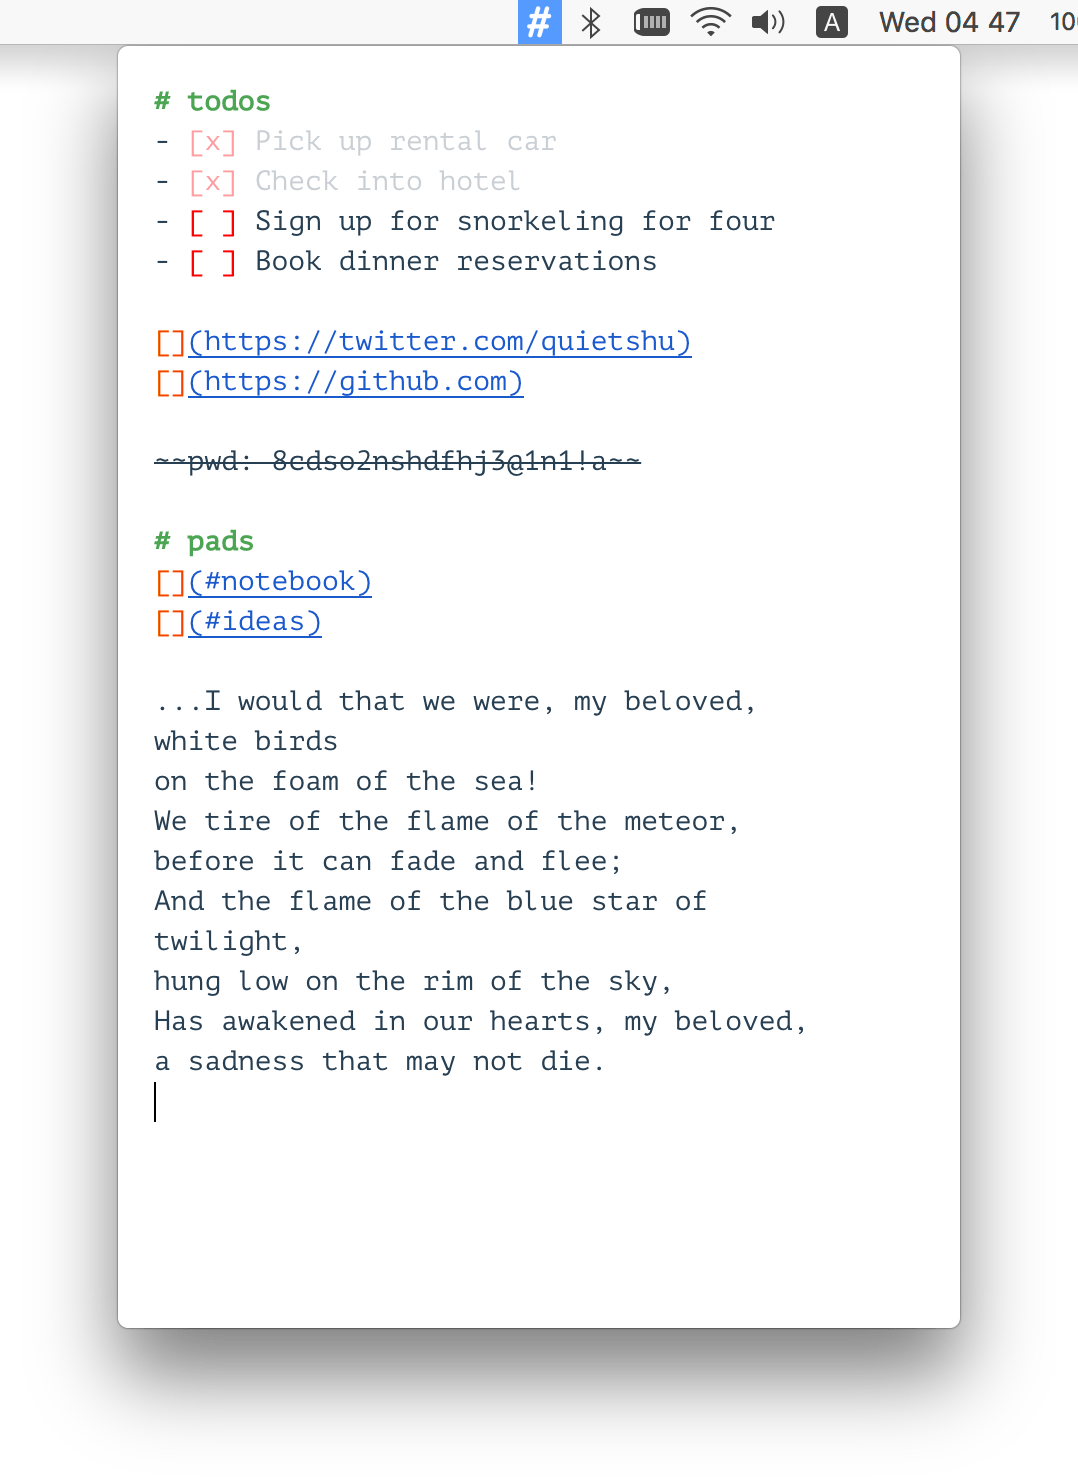 # A Wed 04 47 10
# todos
- [x] Pick up rental car
- [x] Check into hotel
- [ ] Sign up for snorkeling for four
- [ ] Book dinner reservations
[](https://twitter.com/quietshu)
[](https://github.com)
~~pwd: 8cdso2nshdfhj3@1n1!a~~
# pads
[](#notebook)
[](#ideas)
...I would that we were, my beloved,
white birds
on the foam of the sea!
We tire of the flame of the meteor,
before it can fade and flee;
And the flame of the blue star of
twilight,
hung low on the rim of the sky,
Has awakened in our hearts, my beloved,
a sadness that may not die.